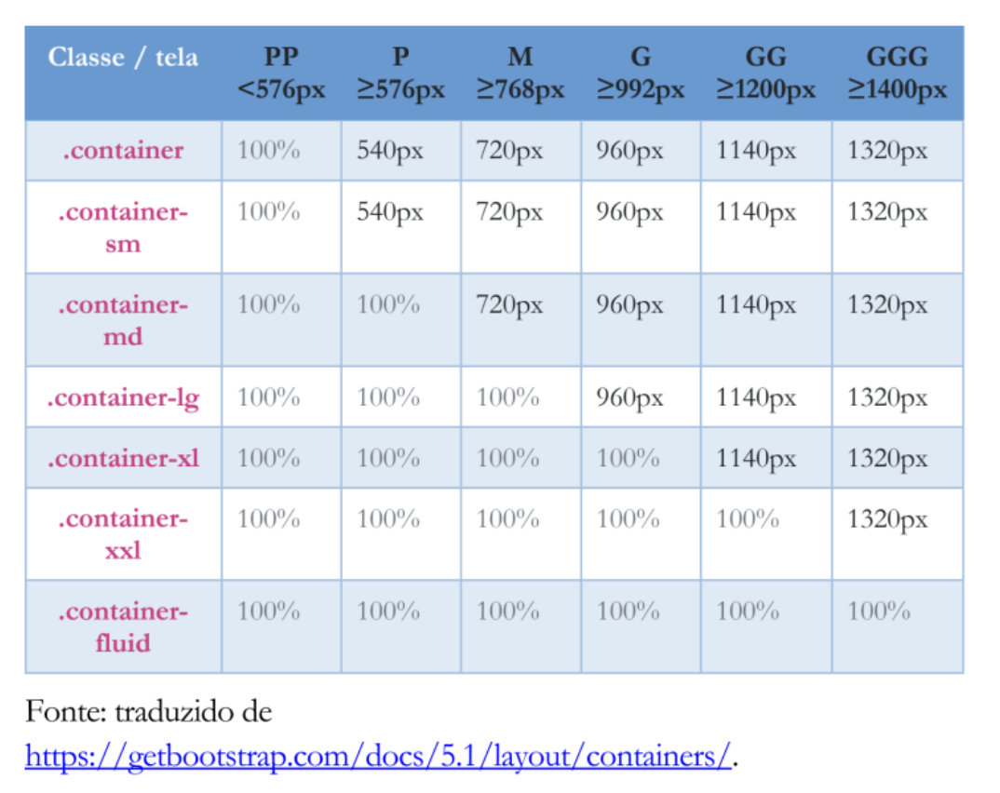 Classe / tela PP P M G GG GGG
<576px ≥576px ≥768px ≥992px ≥1200px ≥1400px
.container 100% 540px 720px 960px 1140px 1320px
.container- 100% 540px 720px 960px 1140px 1320px
sm
.container- 100% 100% 720px 960px 1140px 1320px
md
.container-lg 100% 100% 100% 960px 1140px 1320px
.container-xl 100% 100% 100% 100% 1140px 1320px
.container- 100% 100% 100% 100% 100% 1320px
xxl
.container- 100% 100% 100% 100% 100% 100%
fluid
Fonte: traduzido de
https://getbootstrap.com/docs/5.1/layout/containers/.